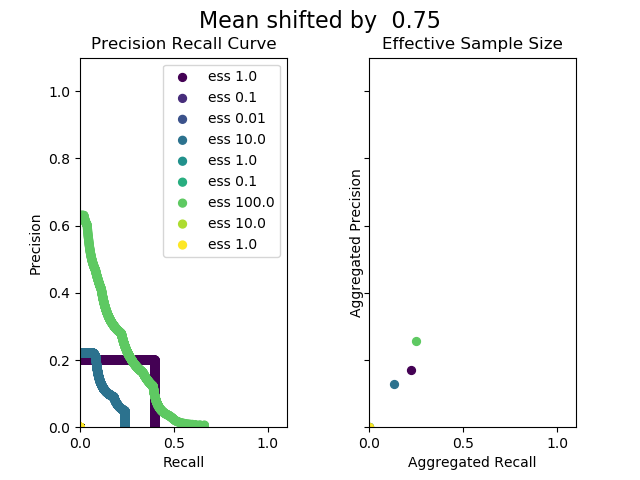 Mean shifted by  0.75
Precision Recall Curve
Effective Sample Size
ess 1.0
ess 0.1
ess 0.01
ess 10.0
ess 1.0
ess 0.1
ess 100.0
ess 10.0
ess 1.0
Precision
1.0
0.8
0.6
0.4
0.2
0.0
0.0 0.5 1.0
Recall
Aggregated Precision
0.0 0.5 1.0
Aggregated Recall